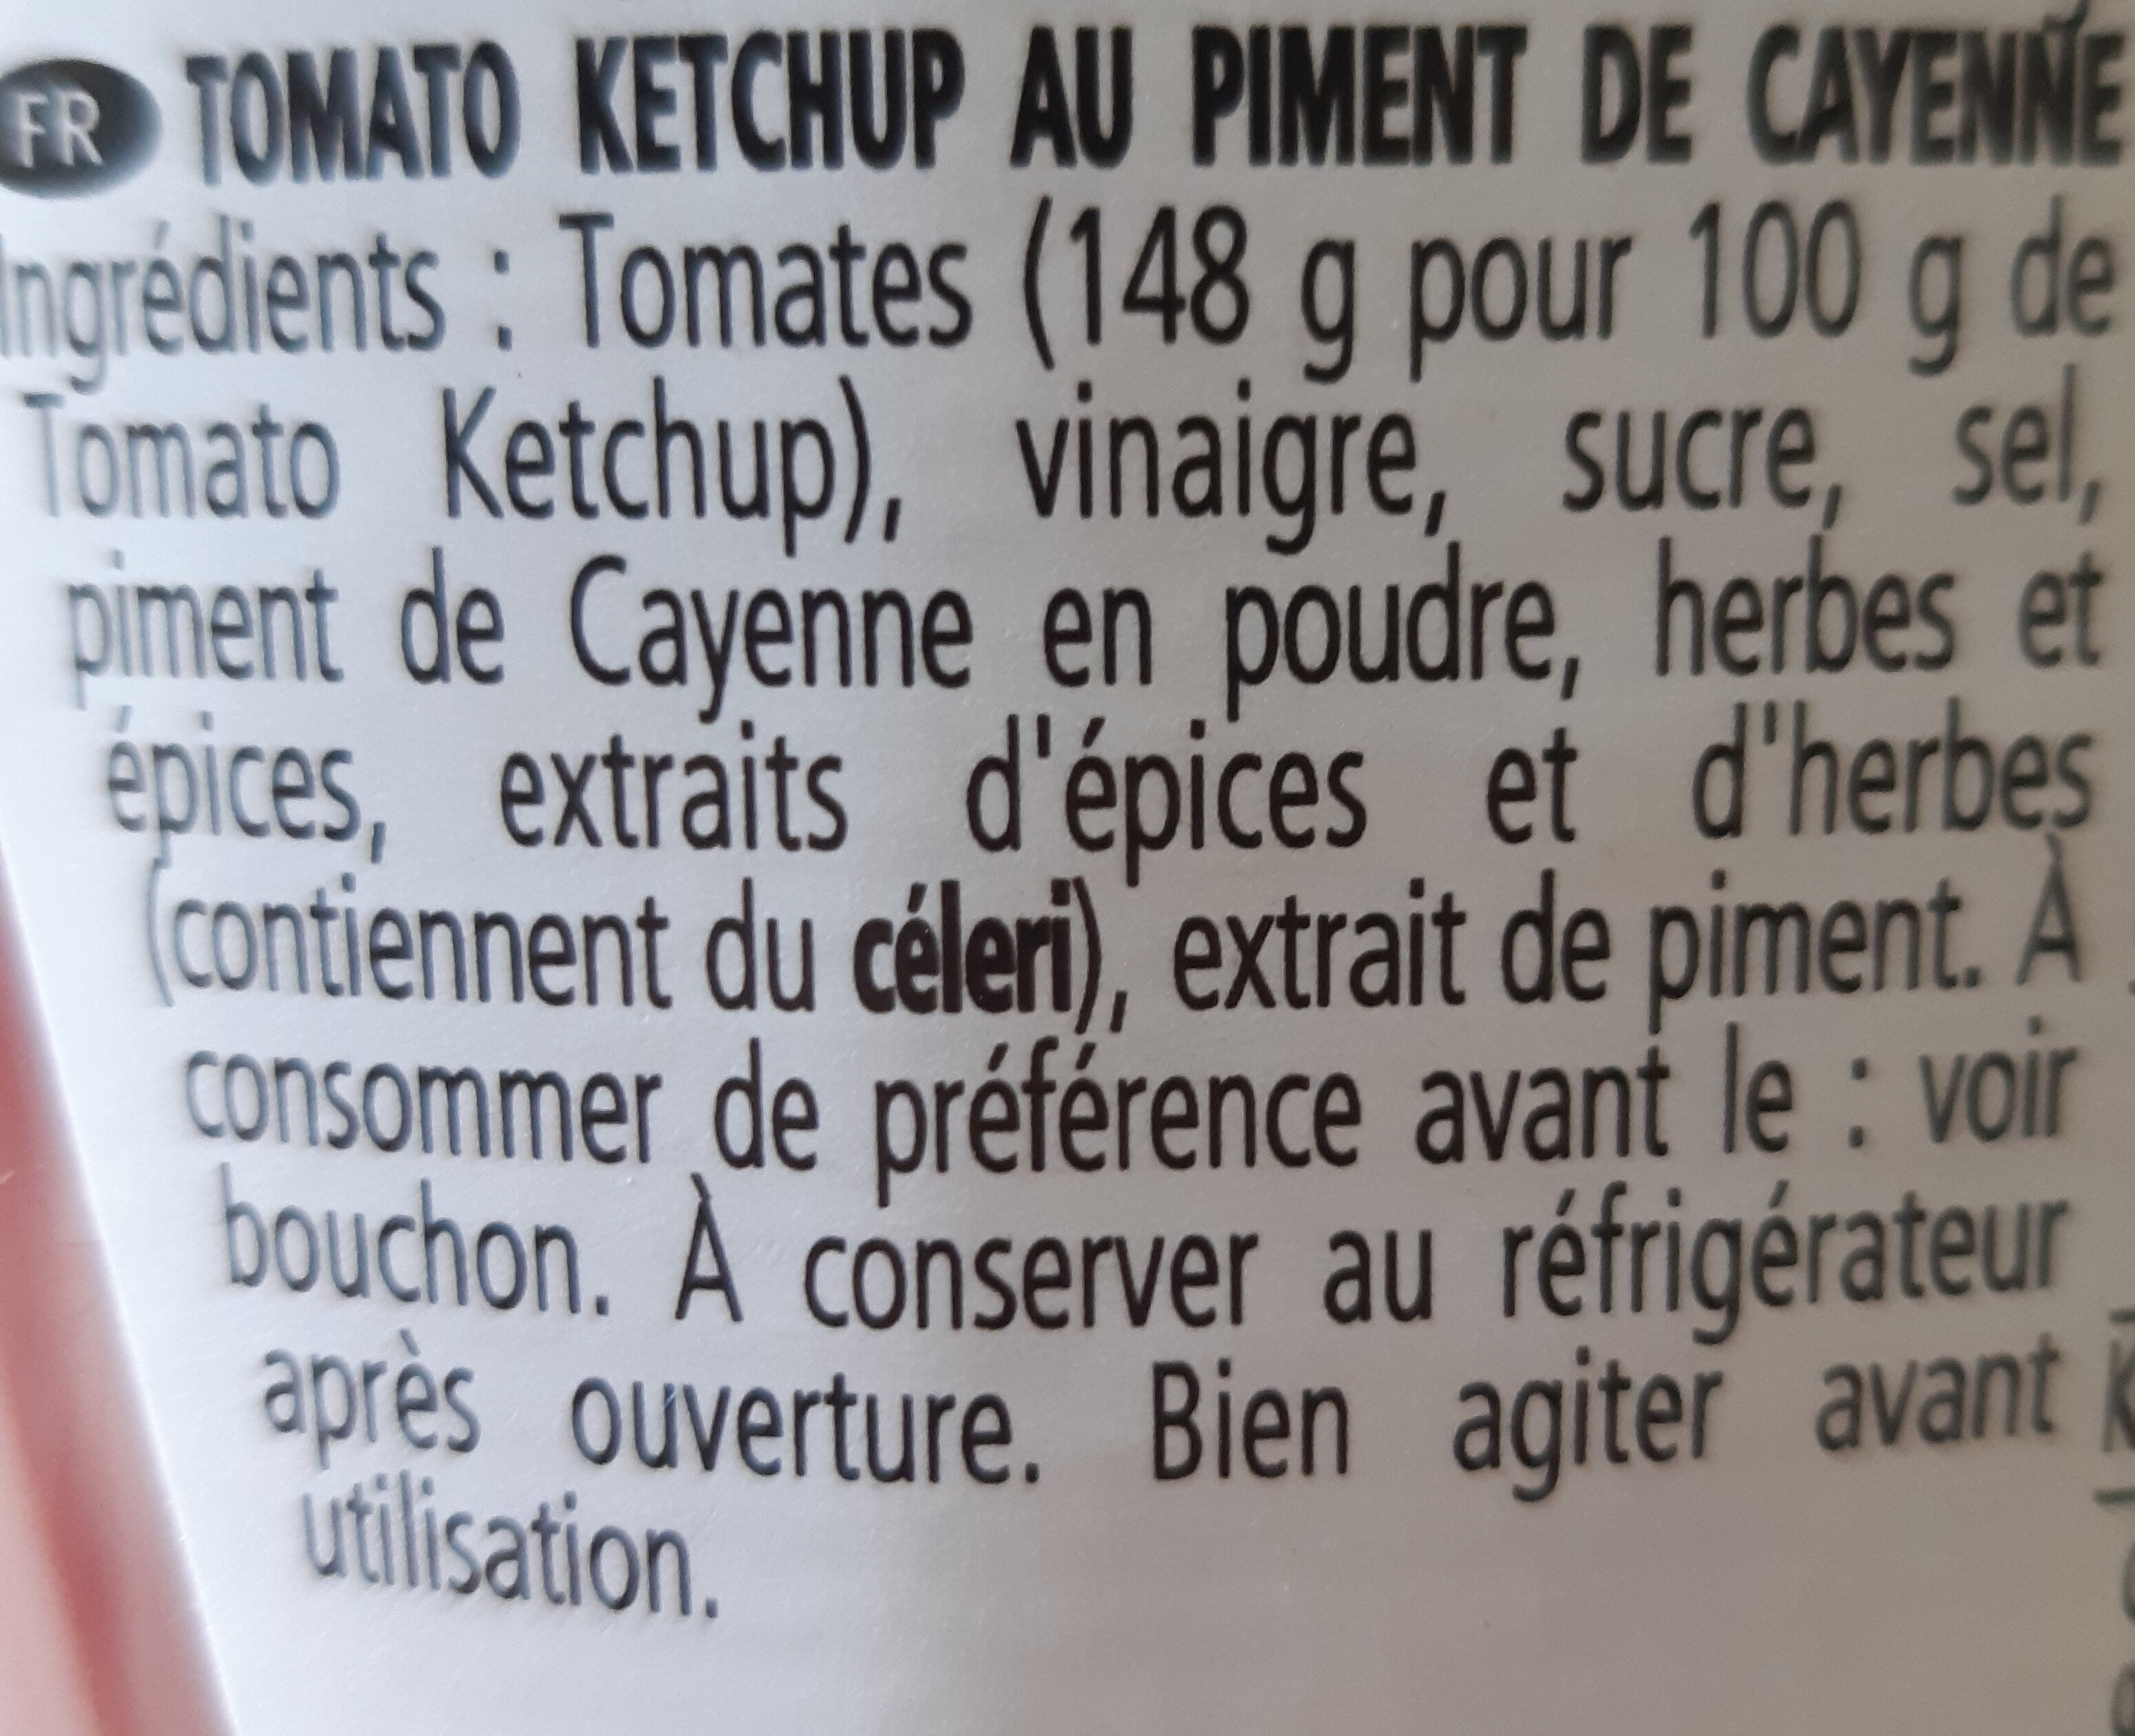 FR TOMATO KETCHUP AU PIMENT DE CAYENNE
Ingrédients : Tomates (148 g pour 100 g de
Tomato Ketchup), vinaigre, sucre, sel,
piment de Cayenne en poudre, herbes et
épices, extraits d'épices et d'herbes
(contiennent du céleri), extrait de piment. À
consommer de préférence avant le : voir
bouchon. À conserver au réfrigérateur
après ouverture. Bien agiter avant
utilisation.